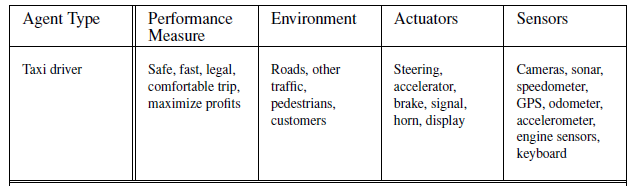 Agent Type
Performance
Measure
Environment
Actuators
Sensors
Taxi driver
Safe, fast, legal,
comfortable trip,
maximize profits
Roads, other
traffic,
pedestrians,
customers
Steering,
accelerator,
brake, signal,
horn, display
Cameras, sonar,
speedometer,
GPS, odometer,
accelerometer,
engine sensors,
keyboard